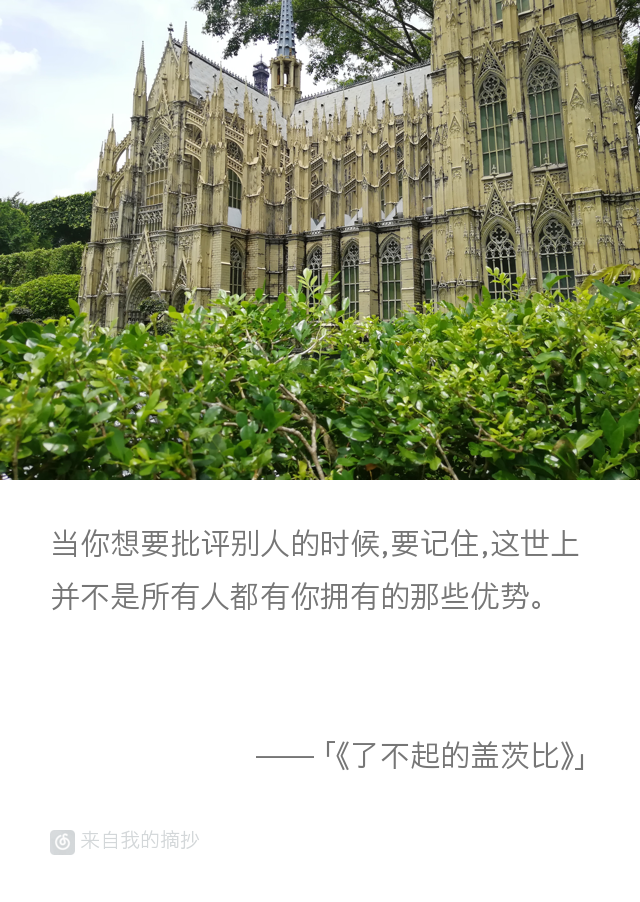 当你想要批评别人的时候,要记住,这世上
并不是所有人都有你拥有的那些优势。
——「《了不起的盖茨比》」
来自我的摘抄